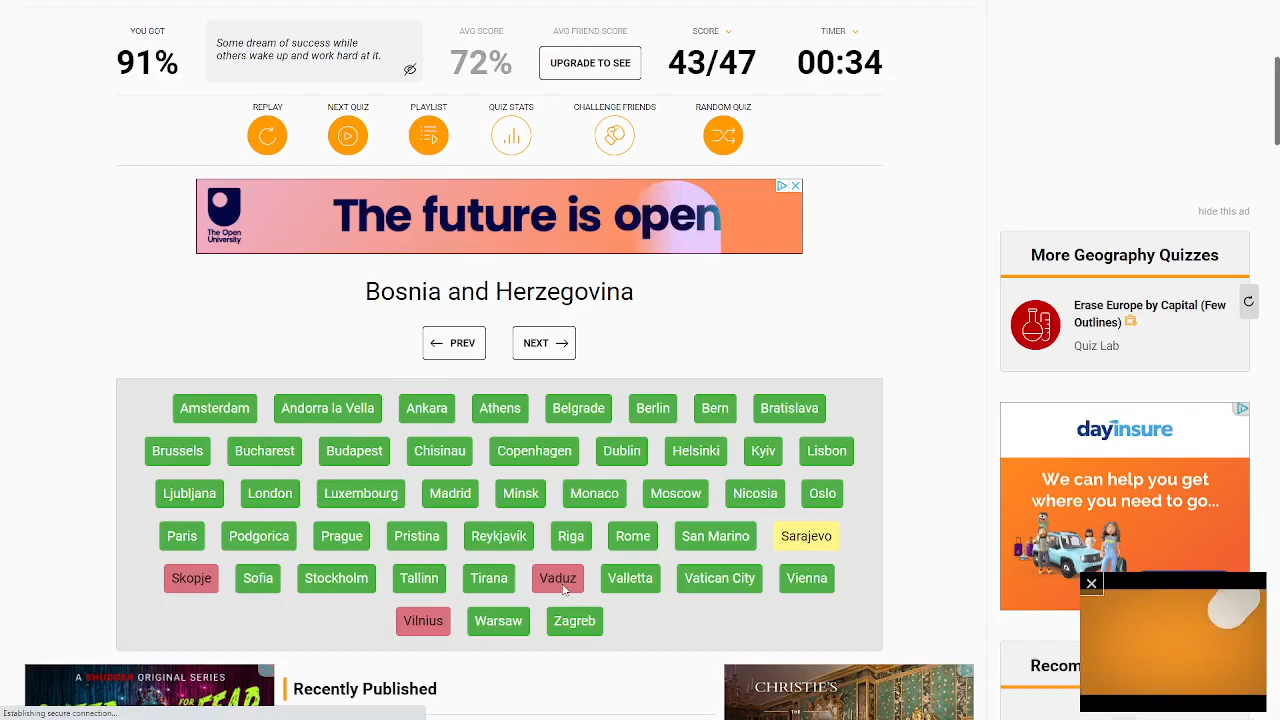 YOU GOT
91%
Some dream of success while
others wake up and work hard at it.
AVG SCORE
72%
AVG FRIEND SCORE
UPGRADE TO SEE
SCORE
43/47
TIMER
00:34
REPLAY
NEXT QUIZ
PLAYLIST
QUIZ STATS
CHALLENGE FRIENDS
RANDOM QUIZ
The Open
University
The future is open
hide this ad
Bosnia and Herzegovina
PREV
NEXT
Amsterdam Andorra la Vella Ankara Athens Belgrade Berlin Bern Bratislava
Brussels Bucharest Budapest Chisinau Copenhagen Dublin Helsinki Kyiv Lisbon
Ljubljana London Luxembourg Madrid Minsk Monaco Moscow Nicosia Oslo
Paris Podgorica Prague Pristina Reykjavík Riga Rome San Marino Sarajevo
Skopje Sofia Stockholm Tallinn Tirana Vaduz Valletta Vatican City Vienna
Vilnius Warsaw Zagreb
More Geography Quizzes
Erase Europe by Capital (Few
Outlines)
Quiz Lab
dayinsure
We can help you get
where you need to go...
Recom
A SHUDDER ORIGINAL SERIES
Recently Published
CHRISTIE'S
THE
Establishing secure connection...